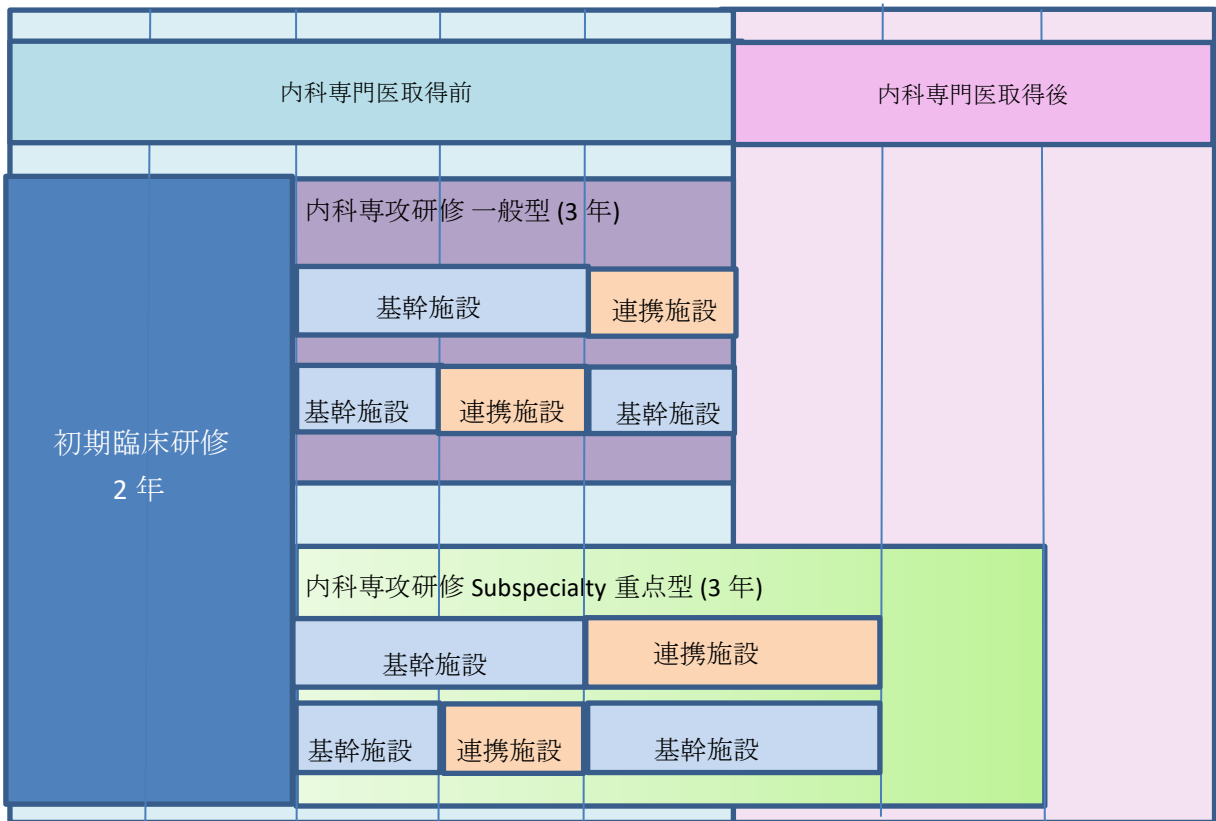 内科専門医取得前
内科専門医取得後
内科専攻研修 一般型 (3 年)
基幹施設
連携施設
基幹施設
連携施設
基幹施設
初期臨床研修
2 年
内科専攻研修 Subspecialty 重点型 (3 年)
基幹施設
連携施設
基幹施設
連携施設
基幹施設